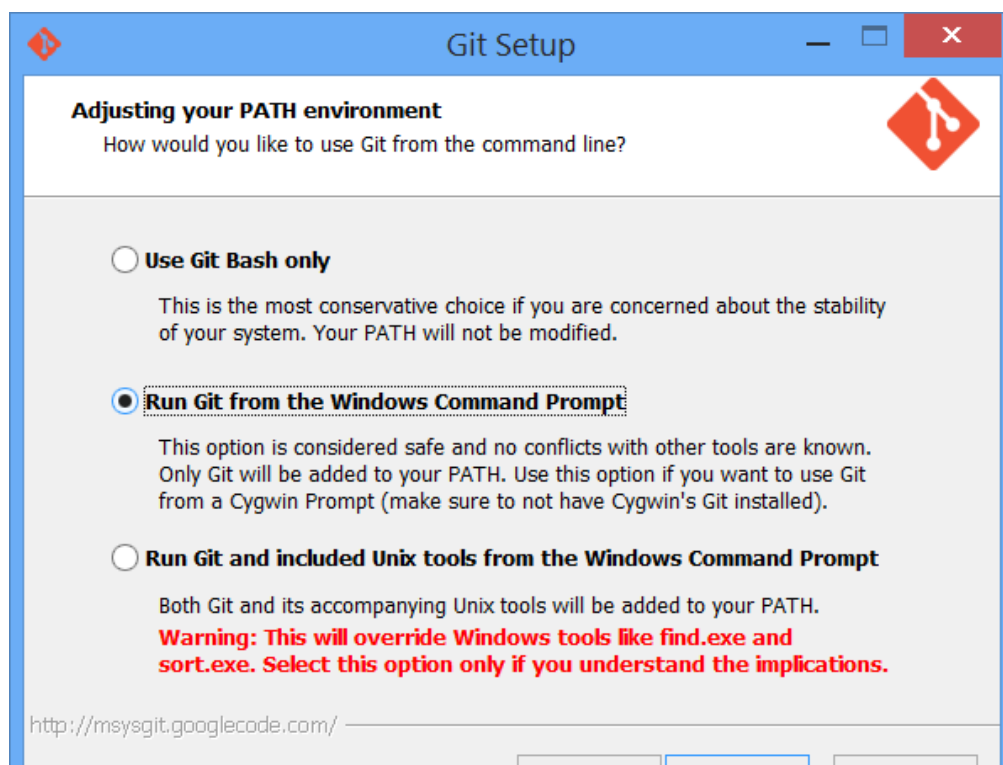 Git Setup
Adjusting your PATH environment
How would you like to use Git from the command line?
Use Git Bash only
This is the most conservative choice if you are concerned about the stability
of your system. Your PATH will not be modified.
Run Git from the Windows Command Prompt
This option is considered safe and no conflicts with other tools are known.
Only Git will be added to your PATH. Use this option if you want to use Git
from a Cygwin Prompt (make sure to not have Cygwin's Git installed).
Run Git and included Unix tools from the Windows Command Prompt
Both Git and its accompanying Unix tools will be added to your PATH.
Warning: This will override Windows tools like find.exe and
sort.exe. Select this option only if you understand the implications.
http://msysgit.googlecode.com/